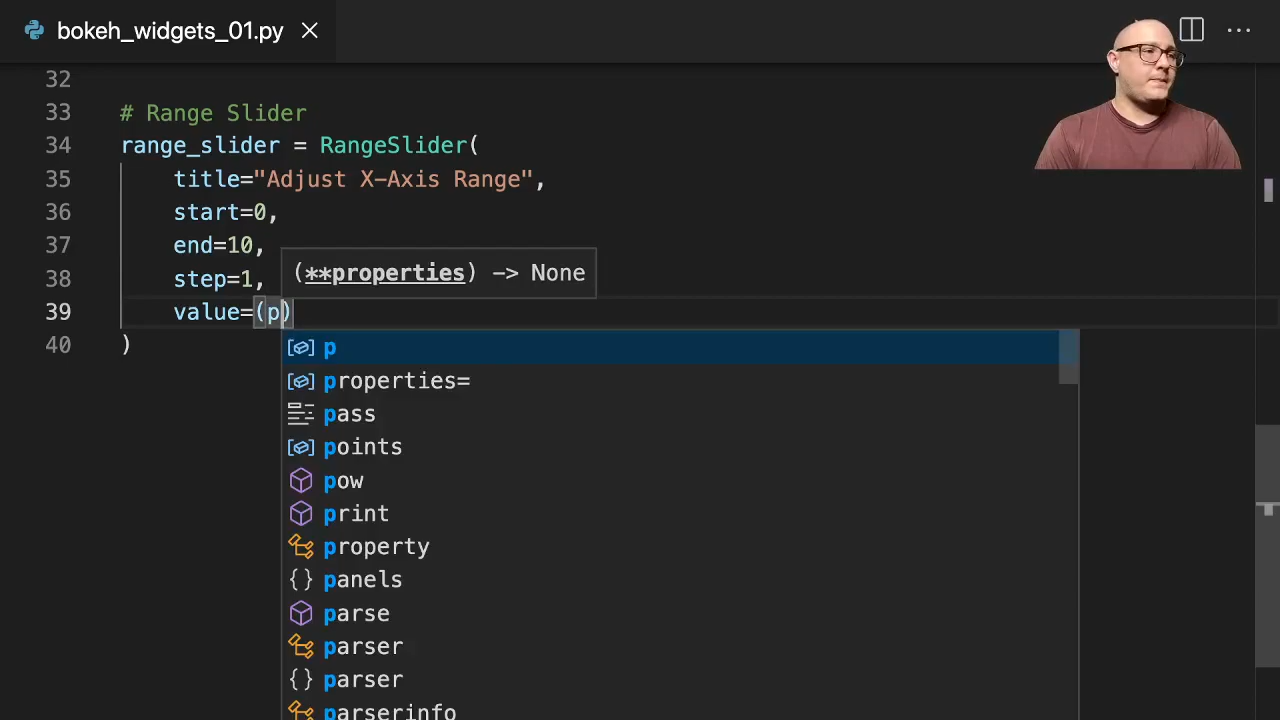 bokeh_widgets_01.py
32
33 # Range Slider
34 range_slider = RangeSlider(
35 title="Adjust X-Axis Range",
36 start=0,
37 end=10,
38 step=1,
(**properties) -> None
39 value=(p)
40 )
p
properties=
pass
points
pow
print
property
panels
parse
parser
parser
parserinfo